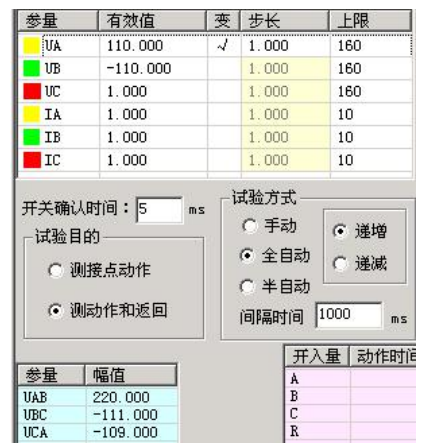 参量 有效值 变 步长 上限
UA 110.000 √ 1.000 160
UB -110.000 1.000 160
UC 1.000 1.000 160
IA 1.000 1.000 10
IB 1.000 1.000 10
IC 1.000 1.000 10
开关确认时间：5 ms
试验目的
测接点动作
测动作和返回
试验方式
手动
全自动
半自动
递增
递减
间隔时间 1000 ms
参量 幅值
UAB 220.000
UBC -111.000
UCA -109.000
开入量 动作时间
A
B
C
R